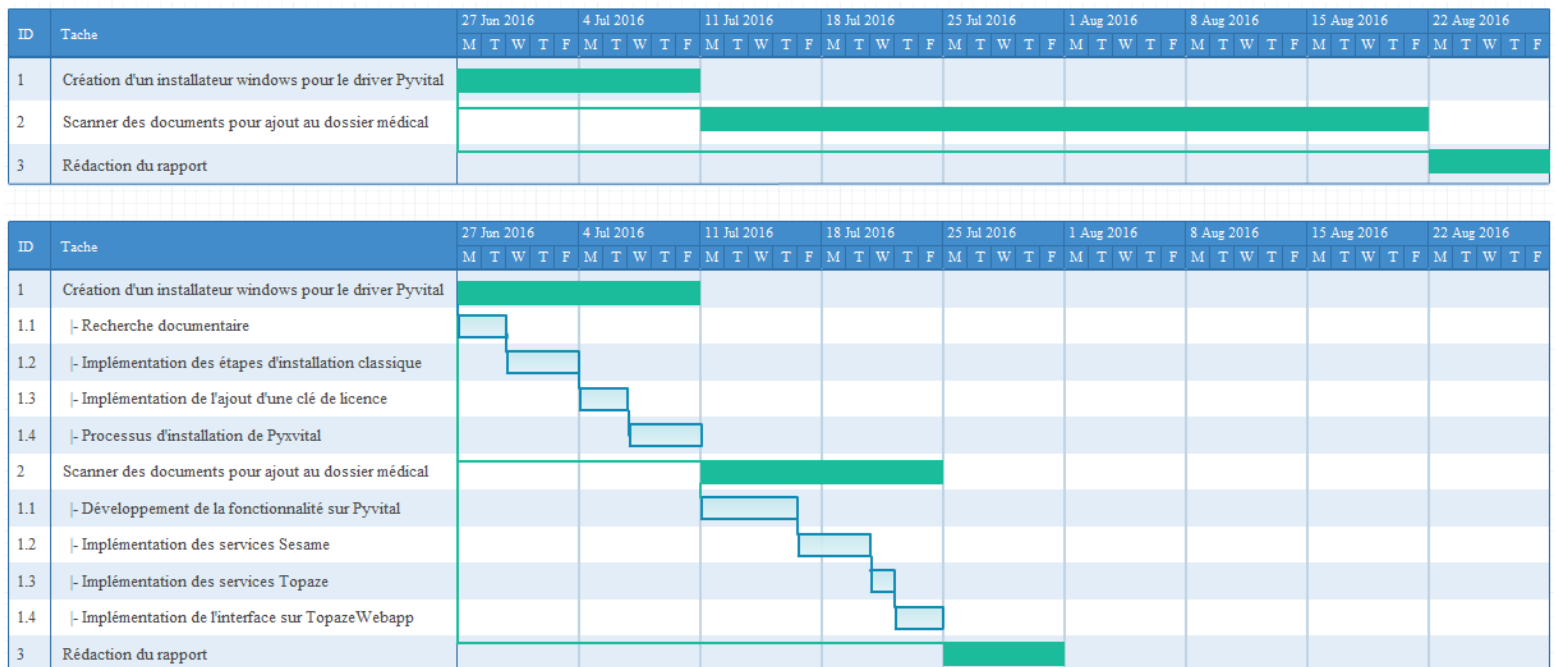 ID Tache 27 Jun 2016 4 Jul 2016 11 Jul 2016 18 Jul 2016 25 Jul 2016 1 Aug 2016 8 Aug 2016 15 Aug 2016 22 Aug 2016
M T W T F M T W T F M T W T F M T W T F M T W T F M T W T F M T W T F M T W T F M T W T F
1 Création d'un installateur windows pour le driver Pyvital
2 Scanner des documents pour ajout au dossier médical
3 Rédaction du rapport
ID Tache 27 Jun 2016 4 Jul 2016 11 Jul 2016 18 Jul 2016 25 Jul 2016 1 Aug 2016 8 Aug 2016 15 Aug 2016 22 Aug 2016
M T W T F M T W T F M T W T F M T W T F M T W T F M T W T F M T W T F M T W T F M T W T F
1 Création d'un installateur windows pour le driver Pyvital
1.1 |- Recherche documentaire
1.2 |- Implémentation des étapes d'installation classique
1.3 |- Implémentation de l'ajout d'une clé de licence
1.4 |- Processus d'installation de Pyxvital
2 Scanner des documents pour ajout au dossier médical
1.1 |- Développement de la fonctionnalité sur Pyvital
1.2 |- Implémentation des services Sesame
1.3 |- Implémentation des services Topaze
1.4 |- Implémentation de l'interface sur TopazeWebapp
3 Rédaction du rapport